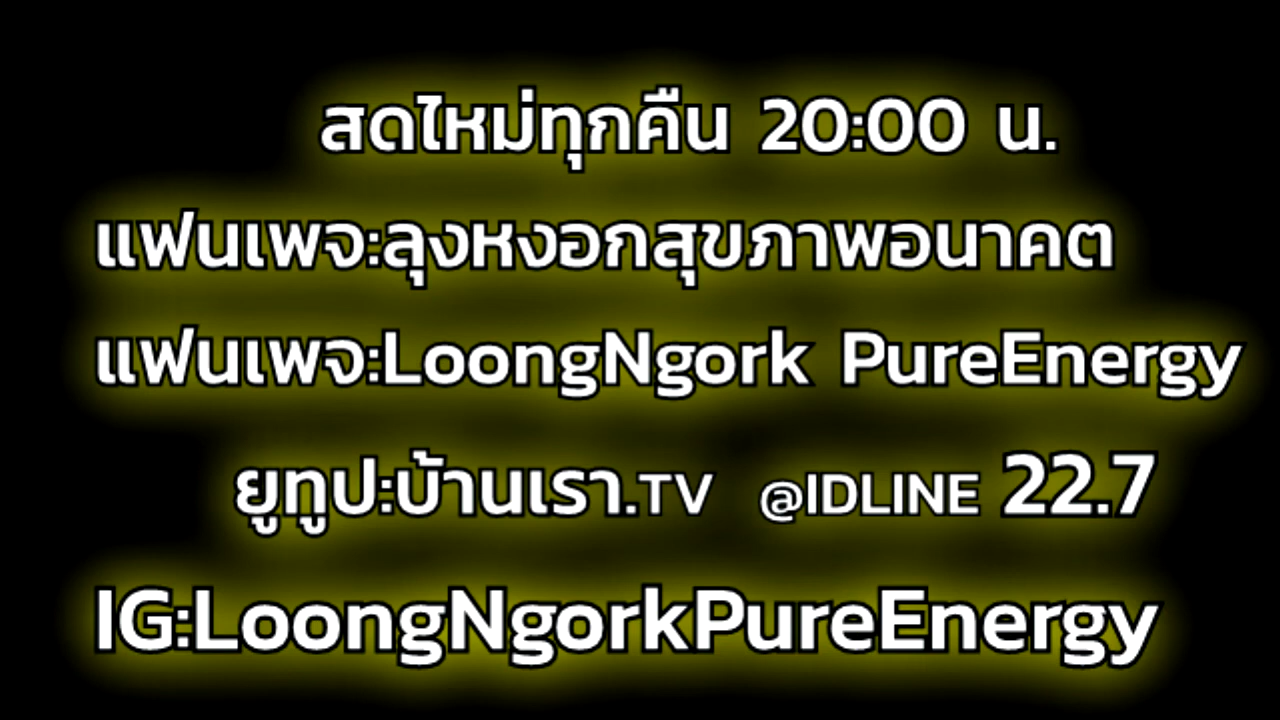 สดไหม่ทุกคืน 20:00 น.
แฟนเพจ:ลุงหงอกสุขภาพอนาคต
แฟนเพจ:LoongNgork PureEnergy
ยูทูป:บ้านเรา.TV @IDLINE 22.7
IG:LoongNgorkPureEnergy